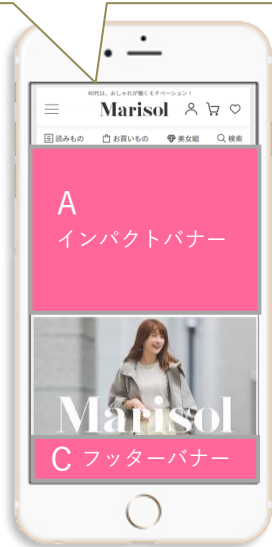 40代は、おしゃれが働くモチベーション！
Marisol
読みもの お買いもの 美女組 検索
A
インパクトバナー
Marisol
C フッターバナー